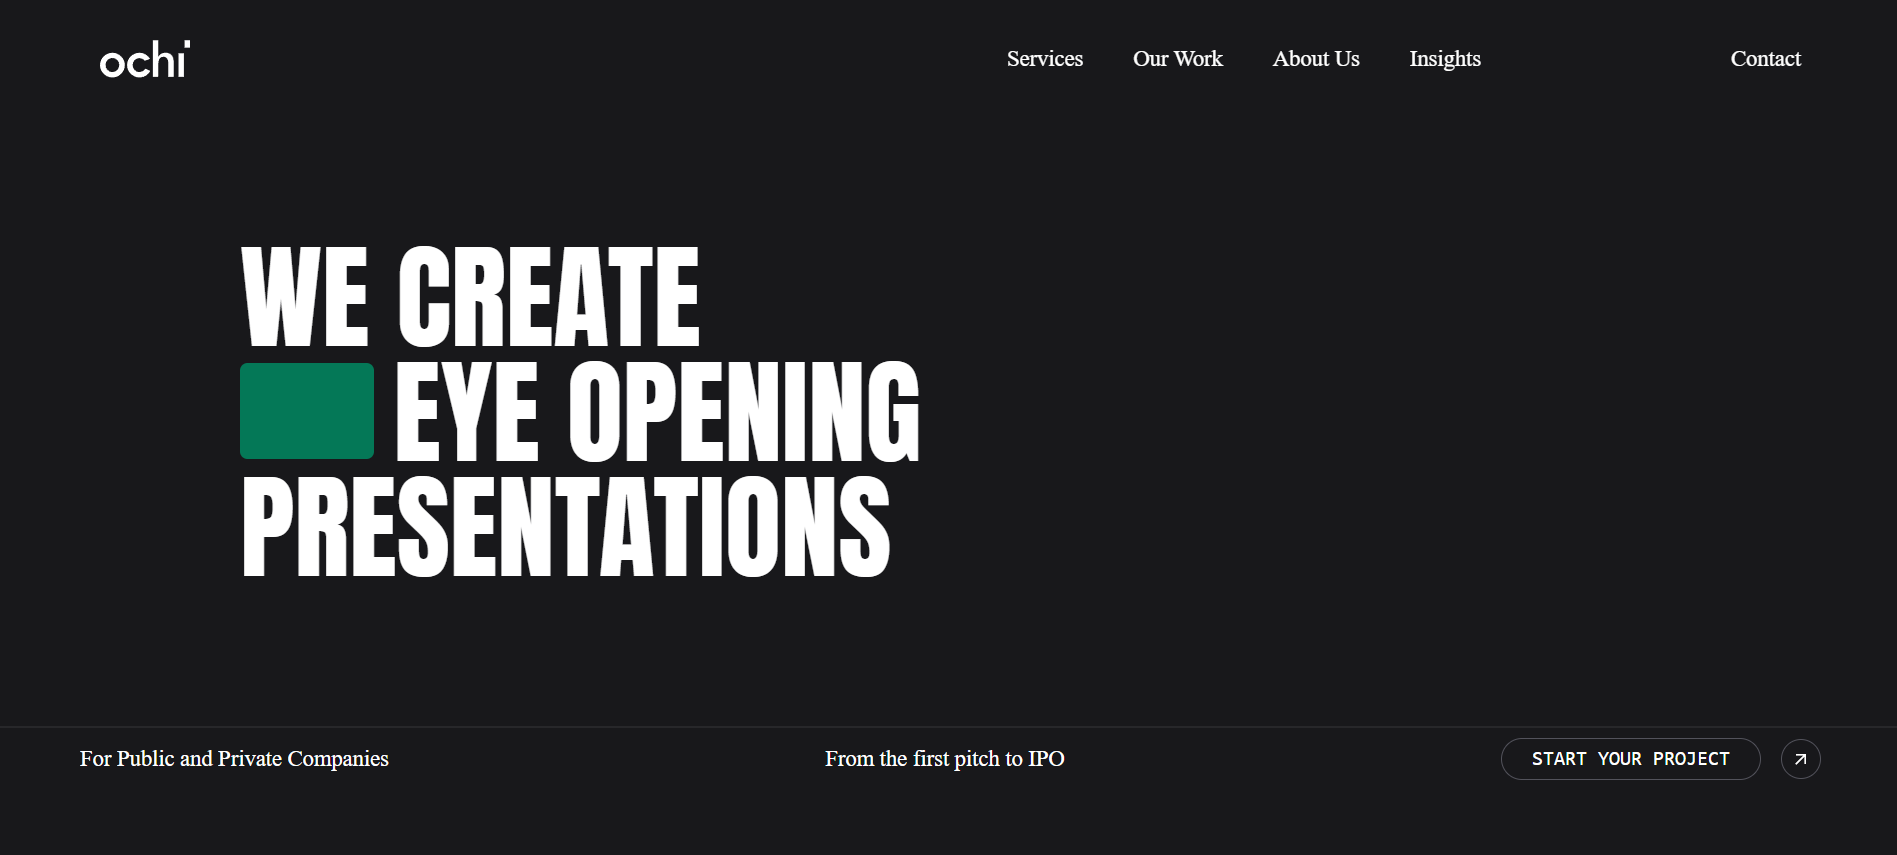 ochi
Services Our Work About Us Insights Contact
WE CREATE
EYE OPENING
PRESENTATIONS
For Public and Private Companies From the first pitch to IPO START YOUR PROJECT